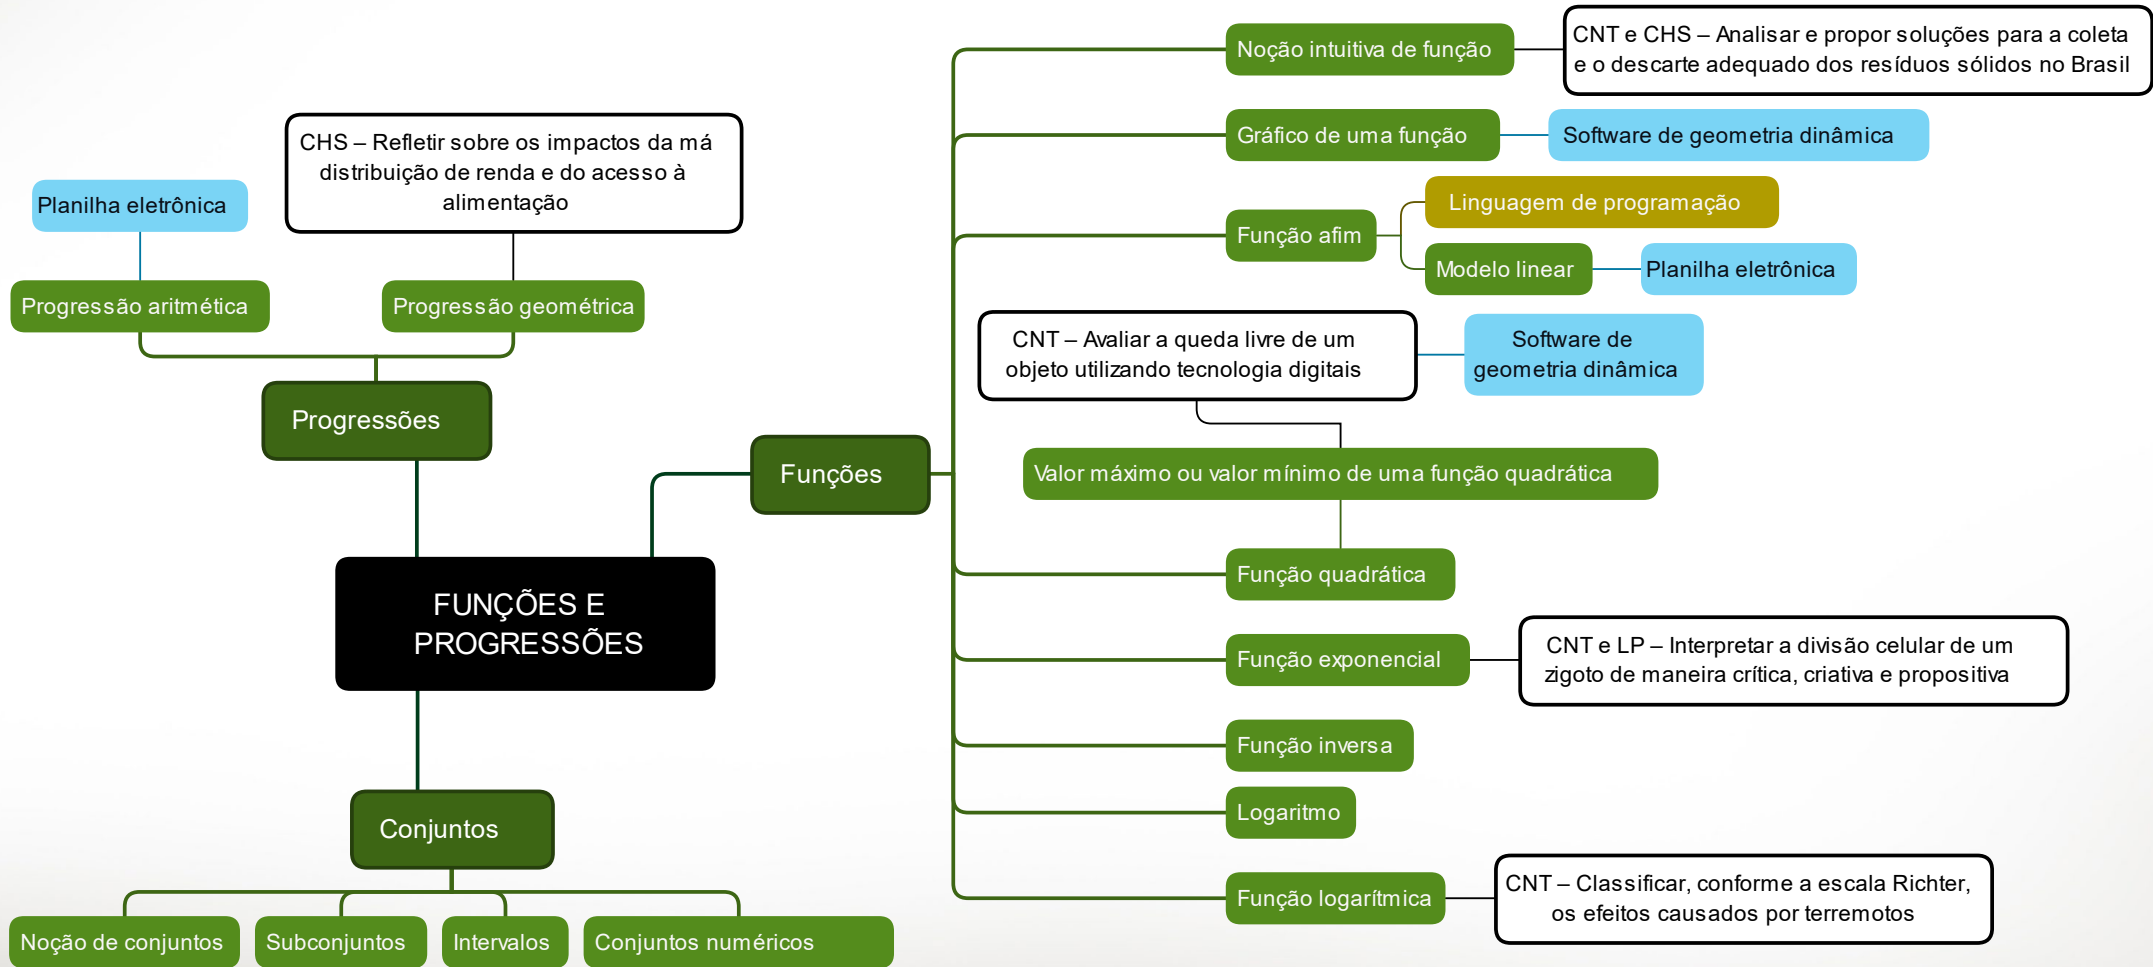 Noção intuitiva de função
CNT e CHS – Analisar e propor soluções para a coleta
e o descarte adequado dos resíduos sólidos no Brasil
Gráfico de uma função
Software de geometria dinâmica
CHS – Refletir sobre os impactos da má
distribuição de renda e do acesso à
alimentação
Planilha eletrônica
Linguagem de programação
Função afim
Modelo linear
Planilha eletrônica
Progressão aritmética
Progressão geométrica
CNT – Avaliar a queda livre de um
objeto utilizando tecnologia digitais
Software de
geometria dinâmica
Progressões
Funções
Valor máximo ou valor mínimo de uma função quadrática
Função quadrática
FUNÇÕES E
PROGRESSÕES
Função exponencial
CNT e LP – Interpretar a divisão celular de um
zigoto de maneira crítica, criativa e propositiva
Função inversa
Logaritmo
Conjuntos
Função logarítmica
CNT – Classificar, conforme a escala Richter,
os efeitos causados por terremotos
Noção de conjuntos
Subconjuntos
Intervalos
Conjuntos numéricos